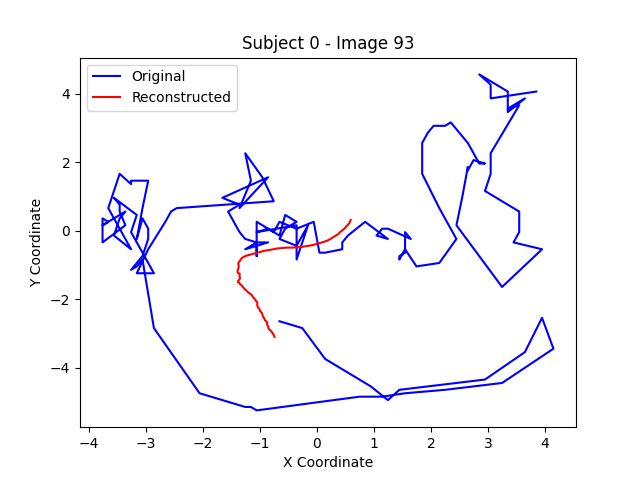 Subject 0 - Image 93
Original
Reconstructed
Y Coordinate
4
2
0
−2
−4
−4 −3 −2 −1 0 1 2 3 4
X Coordinate